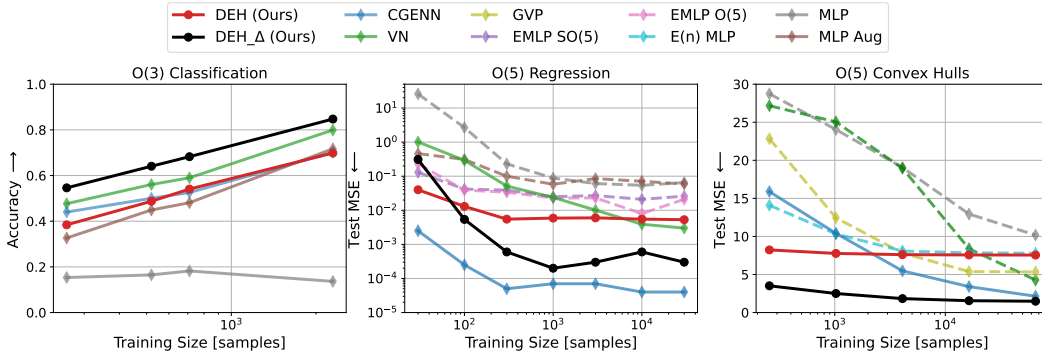 DEH (Ours)
DEH_Δ (Ours)
CGENN
VN
GVP
EMLP SO(5)
EMLP O(5)
E(n) MLP
MLP
MLP Aug
O(3) Classification
Accuracy ⟶
1.0
0.8
0.6
0.4
0.2
0.0
10³
Training Size [samples]
O(5) Regression
Test MSE ⟵
10¹
10⁰
10⁻¹
10⁻²
10⁻³
10⁻⁴
10⁻⁵
10² 10³ 10⁴
Training Size [samples]
O(5) Convex Hulls
Test MSE ⟵
30
25
20
15
10
5
0
10³ 10⁴
Training Size [samples]